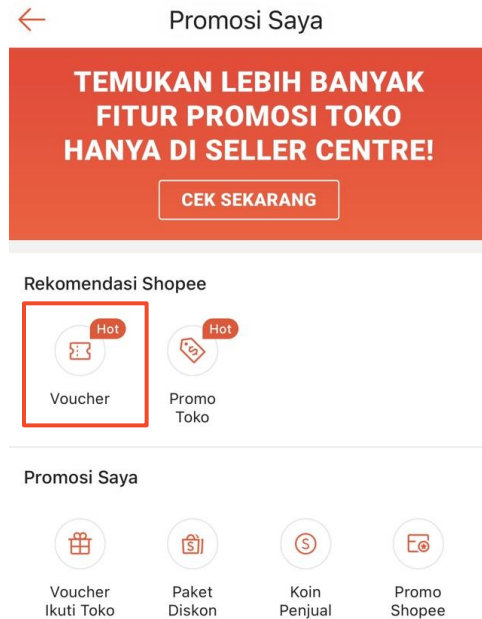 Promosi Saya
TEMUKAN LEBIH BANYAK
FITUR PROMOSI TOKO
HANYA DI SELLER CENTRE!
CEK SEKARANG
Rekomendasi Shopee
Hot
Voucher
Hot
Promo
Toko
Promosi Saya
Voucher
Ikuti Toko
Paket
Diskon
Koin
Penjual
Promo
Shopee